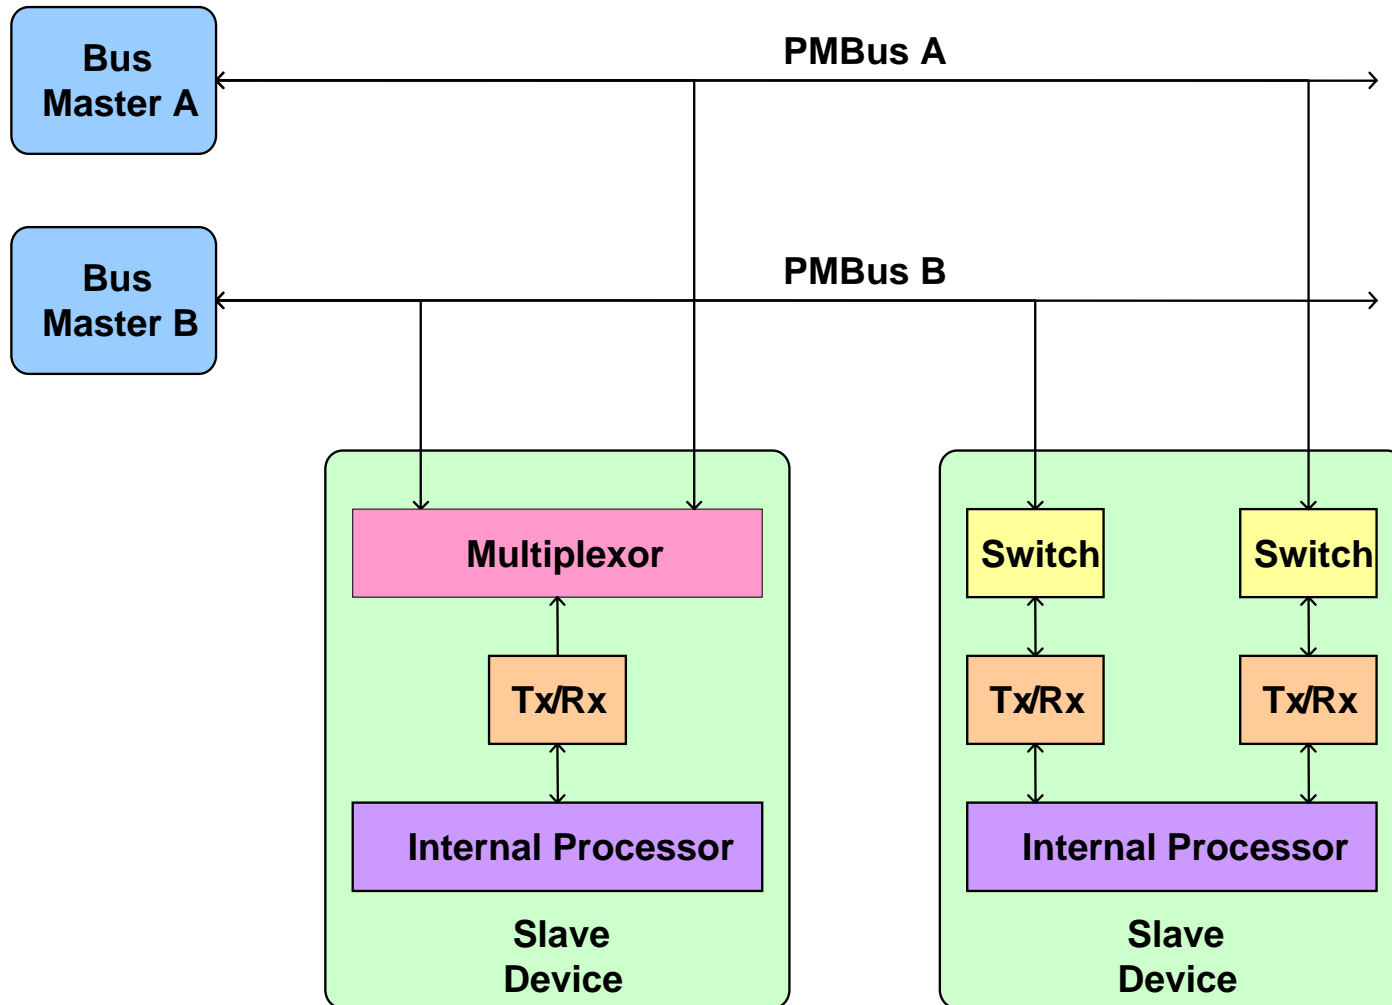 Bus
Master A
PMBus A
Bus
Master B
PMBus B
Multiplexor
Switch
Switch
Tx/Rx
Tx/Rx
Tx/Rx
Internal Processor
Internal Processor
Slave
Device
Slave
Device